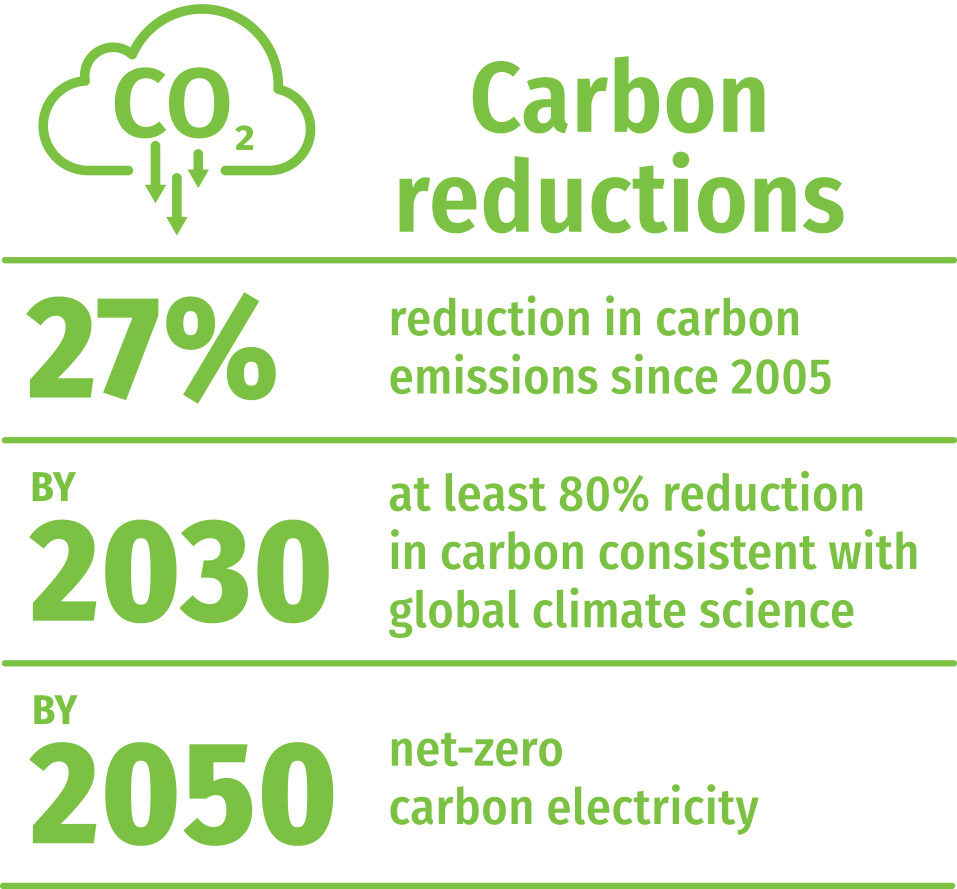 CO₂
Carbon
reductions
27%
reduction in carbon
emissions since 2005
BY
2030
at least 80% reduction
in carbon consistent with
global climate science
BY
2050
net-zero
carbon electricity